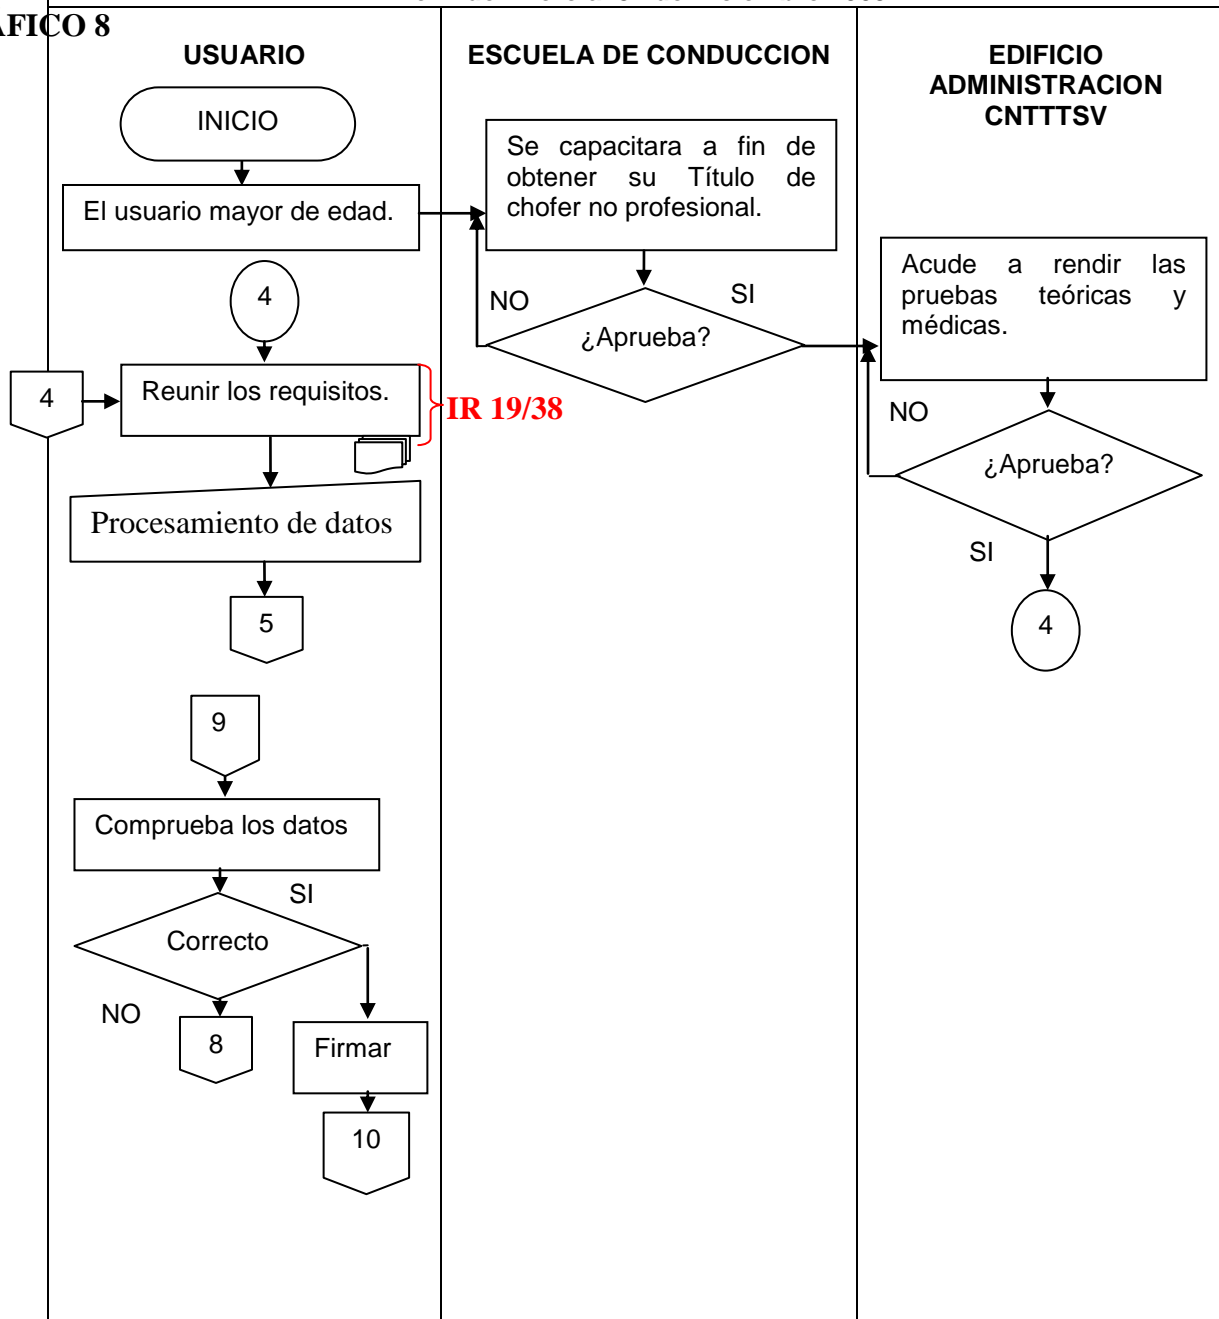 AFICO 8
USUARIO
INICIO
El usuario mayor de edad.
4
4
Reunir los requisitos.
IR 19/38
Procesamiento de datos
5
9
Comprueba los datos
SI
Correcto
NO
8
Firmar
10
ESCUELA DE CONDUCCION
Se capacitara a fin de
obtener su Título de
chofer no profesional.
NO
SI
¿Aprueba?
EDIFICIO
ADMINISTRACION
CNTTTSV
Acude a rendir las
pruebas teóricas y
médicas.
NO
¿Aprueba?
SI
4